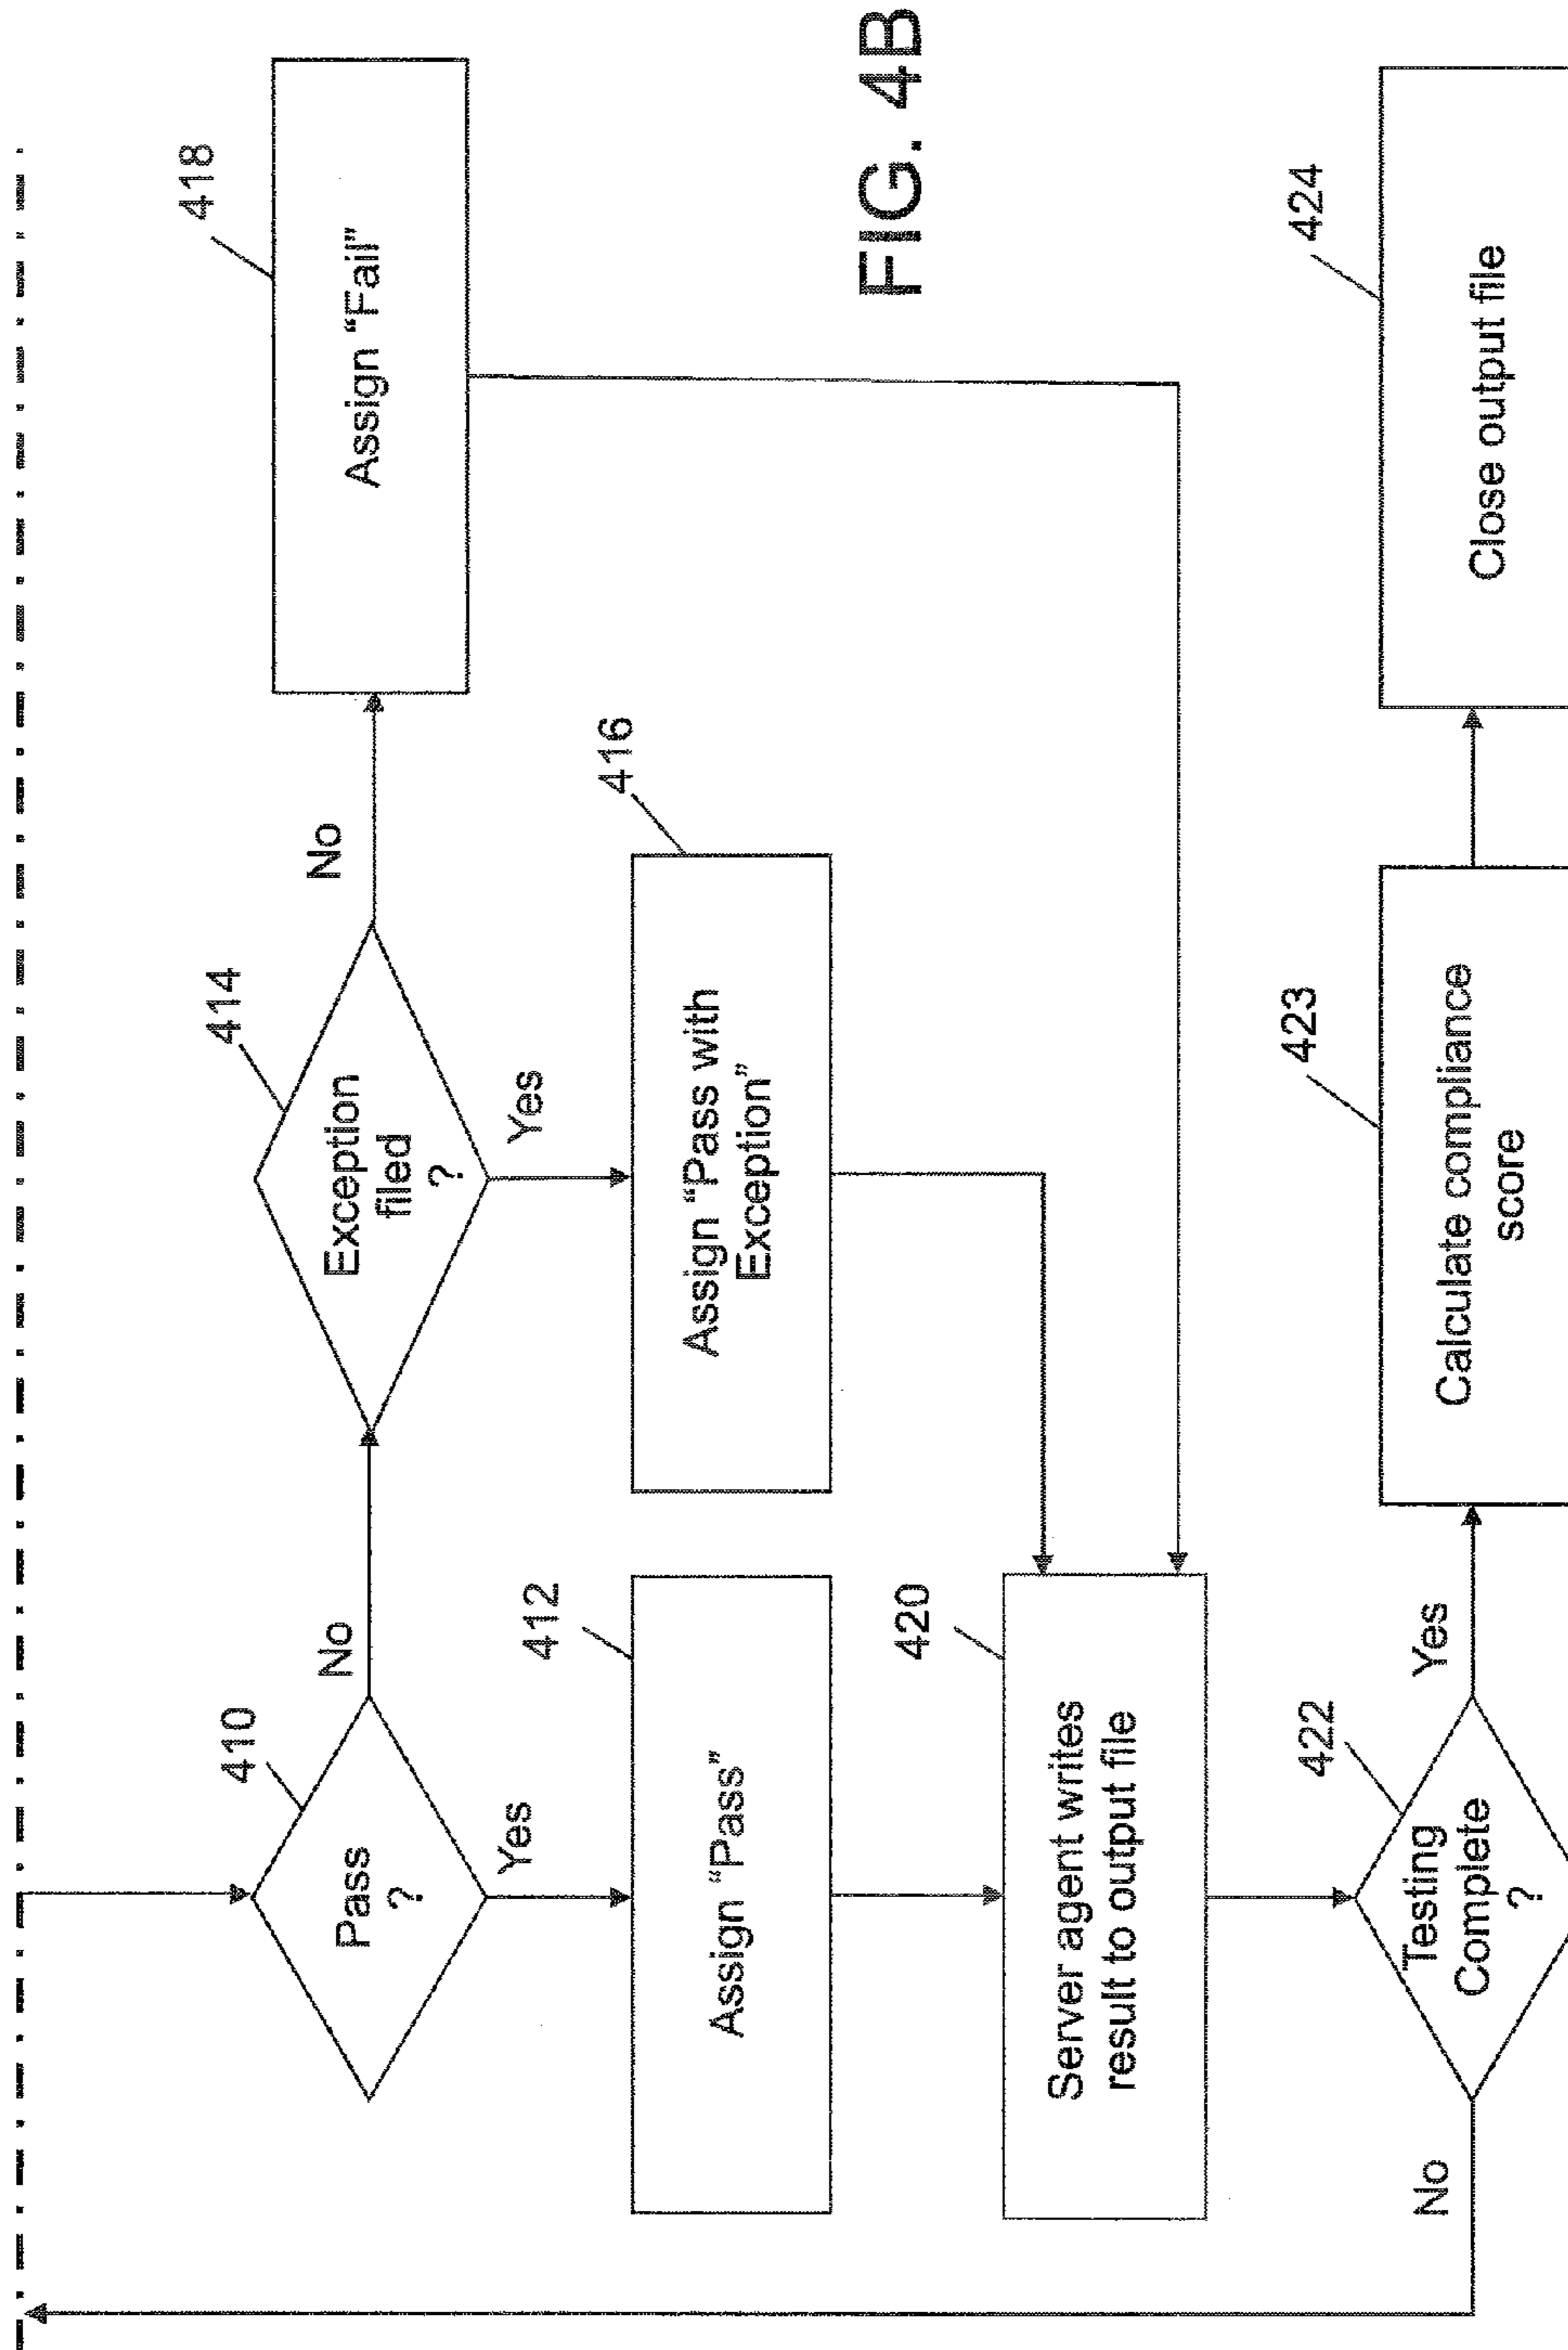 410
Pass
?
No
Yes
414
Exception
filed
?
No
Yes
418
Assign “Fail”
412
Assign “Pass”
416
Assign “Pass with
Exception”
420
Server agent writes
result to output file
FIG. 4B
422
Testing
Complete
?
No
Yes
423
Calculate compliance
score
424
Close output file